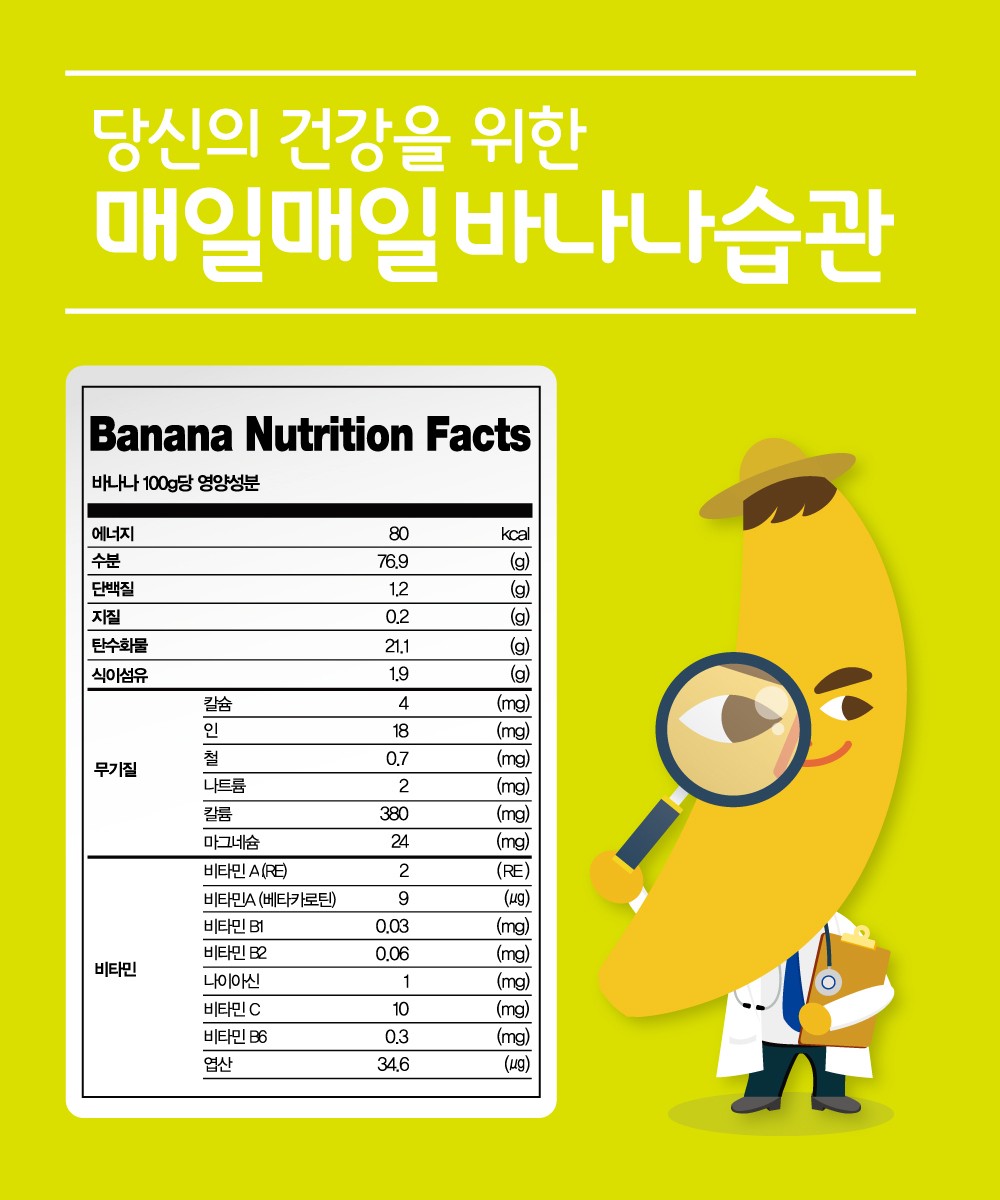 당신의 건강을 위한
매일매일 바나나습관
Banana Nutrition Facts
바나나 100g당 영양성분
에너지 80 kcal
수분 76.9 (g)
단백질 1.2 (g)
지질 0.2 (g)
탄수화물 21.1 (g)
식이섬유 1.9 (g)
무기질
칼슘 4 (mg)
인 18 (mg)
철 0.7 (mg)
나트륨 2 (mg)
칼륨 380 (mg)
마그네슘 24 (mg)
비타민
비타민 A (RE) 2 (RE)
비타민A (베타카로틴) 9 (㎍)
비타민 B1 0.03 (mg)
비타민 B2 0.06 (mg)
나이아신 1 (mg)
비타민 C 10 (mg)
비타민 B6 0.3 (mg)
엽산 34.6 (㎍)